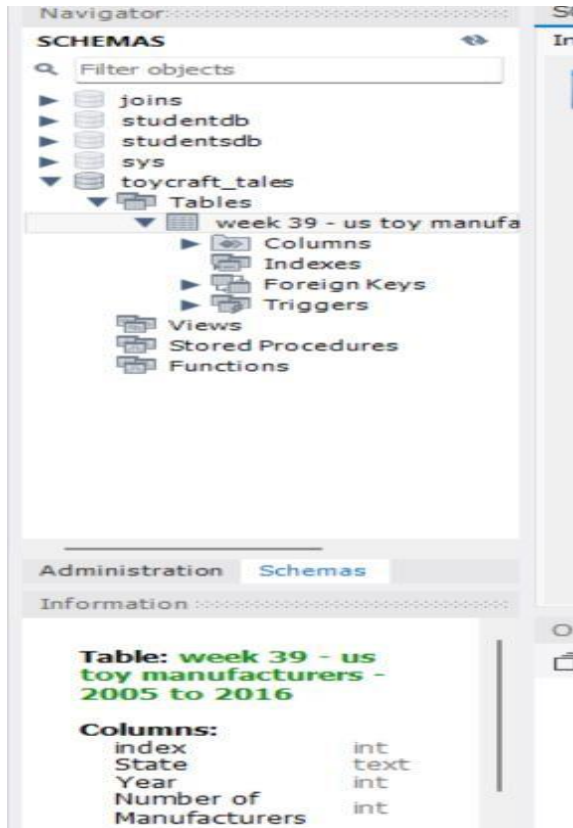 Navigator
SCHEMAS
Filter objects
joins
studentdb
studentsdb
sys
toycraft_tales
Tables
week 39 - us toy manufa
Columns
Indexes
Foreign Keys
Triggers
Views
Stored Procedures
Functions
Administration Schemas
Information
Table: week 39 - us
toy manufacturers -
2005 to 2016
Columns:
index int
State text
Year int
Number of
Manufacturers int